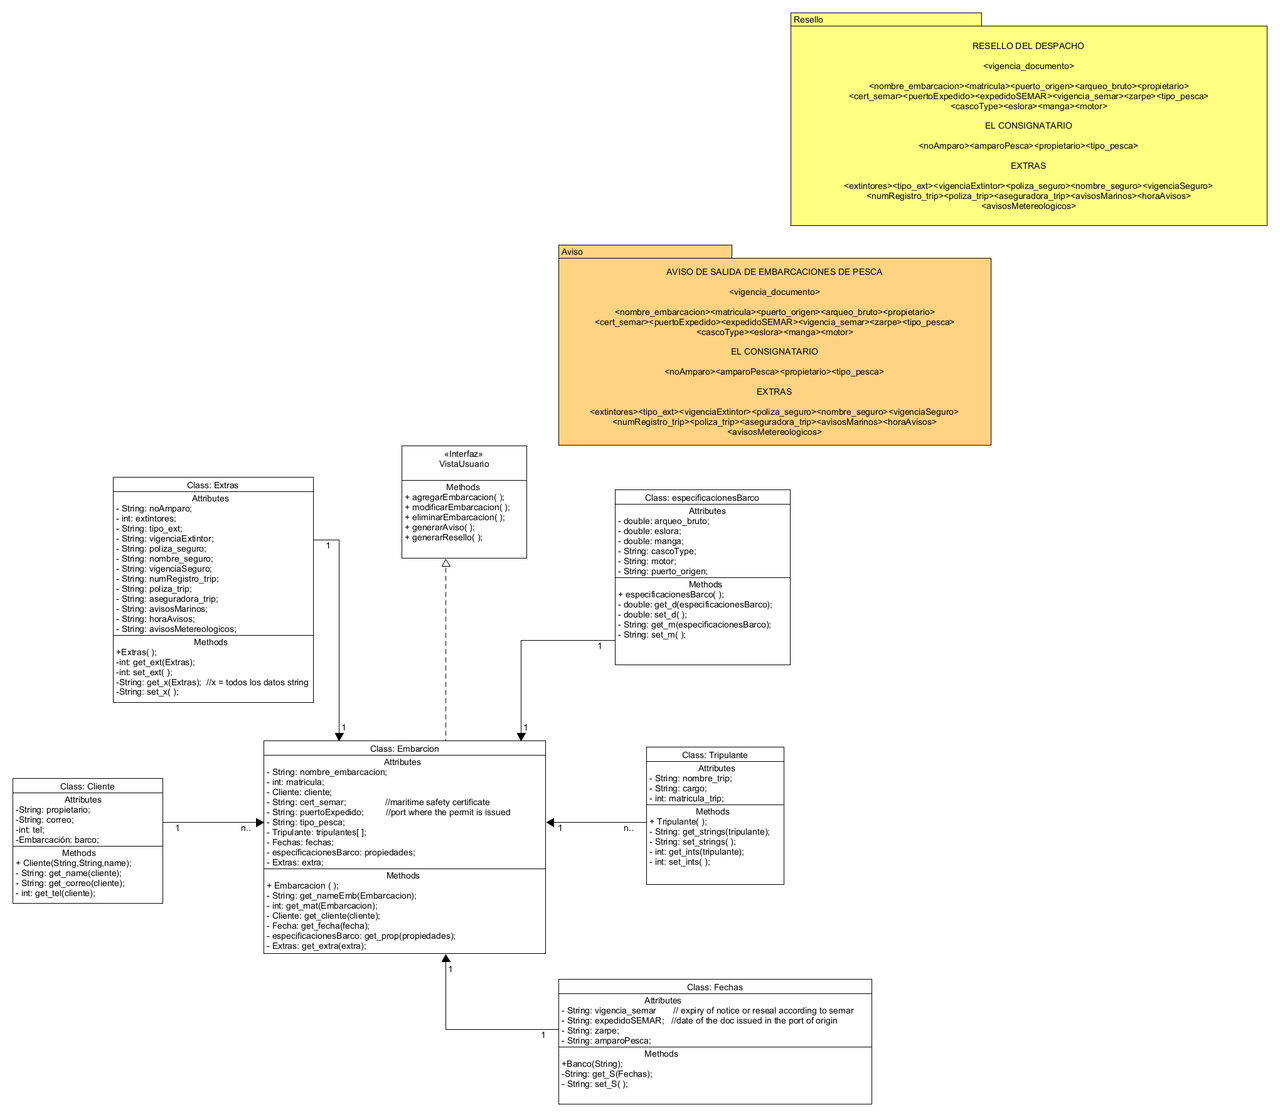 Resello
RESELLO DEL DESPACHO
<vigencia_documento>
<nombre_embarcacion><matricula><puerto_origen><arqueo_bruto><propietario>
<cert_semar><puertoExpedido><expedidoSEMAR><vigencia_semar><zarpe><tipo_pesca>
<cascoType><eslora><manga><motor>
EL CONSIGNATARIO
<noAmparo><amparoPesca><propietario><tipo_pesca>
EXTRAS
<extintores><tipo_ext><vigenciaExtintor><poliza_seguro><nombre_seguro><vigenciaSeguro>
<numRegistro_trip><poliza_trip><aseguradora_trip><avisosMarinos><horaAvisos>
<avisosMetereologicos>
Aviso
AVISO DE SALIDA DE EMBARCACIONES DE PESCA
<vigencia_documento>
<nombre_embarcacion><matricula><puerto_origen><arqueo_bruto><propietario>
<cert_semar><puertoExpedido><expedidoSEMAR><vigencia_semar><zarpe><tipo_pesca>
<cascoType><eslora><manga><motor>
EL CONSIGNATARIO
<noAmparo><amparoPesca><propietario><tipo_pesca>
EXTRAS
<extintores><tipo_ext><vigenciaExtintor><poliza_seguro><nombre_seguro><vigenciaSeguro>
<numRegistro_trip><poliza_trip><aseguradora_trip><avisosMarinos><horaAvisos>
<avisosMetereologicos>
«Interfaz»
VistaUsuario
Methods
+ agregarEmbarcacion( );
+ modificarEmbarcacion( );
+ eliminarEmbarcacion( );
+ generarAviso( );
+ generarResello( );
Class: Extras
Attributes
- String: noAmparo;
- int: extintores;
- String: tipo_ext;
- String: vigenciaExtintor;
- String: poliza_seguro;
- String: nombre_seguro;
- String: vigenciaSeguro;
- String: numRegistro_trip;
- String: poliza_trip;
- String: aseguradora_trip;
- String: avisosMarinos;
- String: horaAvisos;
- String: avisosMetereologicos;
Methods
+Extras( );
-int: get_ext(Extras);
-int: set_ext( );
-String: get_x(Extras); //x = todos los datos string
-String: set_x( );
1
1
Class: especificacionesBarco
Attributes
- double: arqueo_bruto;
- double: eslora;
- double: manga;
- String: cascoType;
- String: motor;
- String: puerto_origen;
Methods
+ especificacionesBarco( );
- double: get_d(especificacionesBarco);
- double: set_d( );
- String: get_m(especificacionesBarco);
- String: set_m( );
1
1
Class: Embarcion
Attributes
- String: nombre_embarcacion;
- int: matricula;
- Cliente: cliente;
- String: cert_semar; //maritime safety certificate
- String: puertoExpedido; //port where the permit is issued
- String: tipo_pesca;
- Tripulante: tripulantes[ ];
- Fechas: fechas;
- especificacionesBarco: propiedades;
- Extras: extra;
Methods
+ Embarcacion ( );
- String: get_nameEmb(Embarcacion);
- int: get_mat(Embarcacion);
- Cliente: get_cliente(cliente);
- Fecha: get_fecha(fecha);
- especificacionesBarco: get_prop(propiedades);
- Extras: get_extra(extra);
Class: Cliente
Attributes
-String: propietario;
-String: correo;
-int: tel;
-Embarcación: barco;
Methods
+ Cliente(String,String,name);
- String: get_name(cliente);
- String: get_correo(cliente);
- int: get_tel(cliente);
1
n..
Class: Tripulante
Attributes
- String: nombre_trip;
- String: cargo;
- int: matricula_trip;
Methods
+ Tripulante( );
- String: get_strings(tripulante);
- String: set_strings( );
- int: get_ints(tripulante);
- int: set_ints( );
1
n..
Class: Fechas
Attributes
- String: vigencia_semar // expiry of notice or reseal according to semar
- String: expedidoSEMAR; //date of the doc issued in the port of origin
- String: zarpe;
- String: amparoPesca;
Methods
+Banco(String);
-String: get_S(Fechas);
- String: set_S( );
1
1